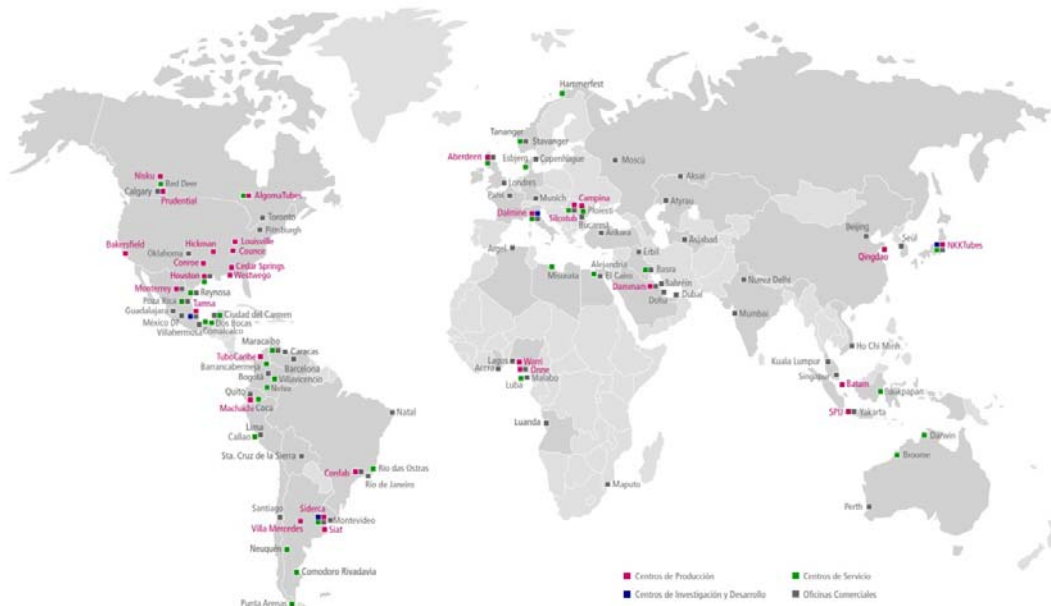 Hammerfest
Tananger
Stavanger
Aberdeen
Esbjerg
Copenhague
Moscú
Nisku
Red Deer
Calgary
Prudential
AlgomaTubes
Londres
Paris
Munich
Campina
Aksai
Atyrau
Dalmine
Silcotub
Ploiesti
Bucarest
Toronto
Pittsburgh
Ankara
Beijing
Seúl
NKKTubes
Bakersfield
Hickman
Louisville
Counce
Oklahoma
Argel
Erbil
Asjabad
Qingdao
Conroe
Cedar Springs
Houston
Westwego
Alejandría
Misurata
El Cairo
Basra
Monterrey
Reynosa
Dammam
Bahréin
Doha
Dubai
Nueva Delhi
Poza Rica
Tamsa
Guadalajara
Ciudad del Carmen
México DF
Dos Bocas
Villahermosa
Comalcalco
Mumbai
Maracaibo
Caracas
TuboCaribe
Barcelona
Barrancabermeja
Bogotá
Villavicencio
Neiva
Lagos
Warri
Accra
Onne
Luba
Malabo
Ho Chi Minh
Kuala Lumpur
Singapur
Batam
Balikpapan
Quito
Machachi
Coca
SPIJ
Yakarta
Natal
Luanda
Lima
Callao
Darwin
Broome
Sta. Cruz de la Sierra
Confab
Rio das Ostras
Rio de Janeiro
Maputo
Santiago
Siderca
Perth
Villa Mercedes
Montevideo
Siat
Neuquén
Comodoro Rivadavia
Punta Arenas
Centros de Producción
Centros de Servicio
Centros de Investigación y Desarrollo
Oficinas Comerciales